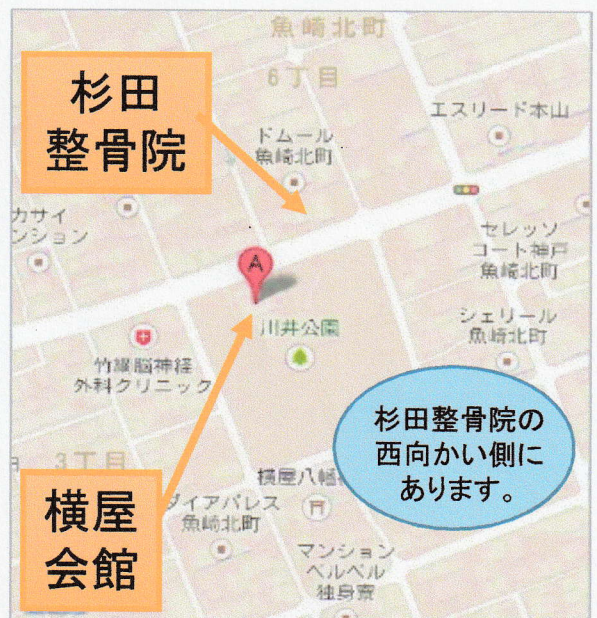 魚崎北町
6丁目
杉田
整骨院
エスリード本山
ドムール
魚崎北町
カサイ
ンション
セレッソ
コート神戸
魚崎北町
A
川井公園
シェリール
魚崎北町
外科クリニック
杉田整骨院の
西向かい側に
あります。
3丁目
横屋八幡
横屋
会館
ダイアパレス
魚崎北町
マンション
ベルベル
独身寮